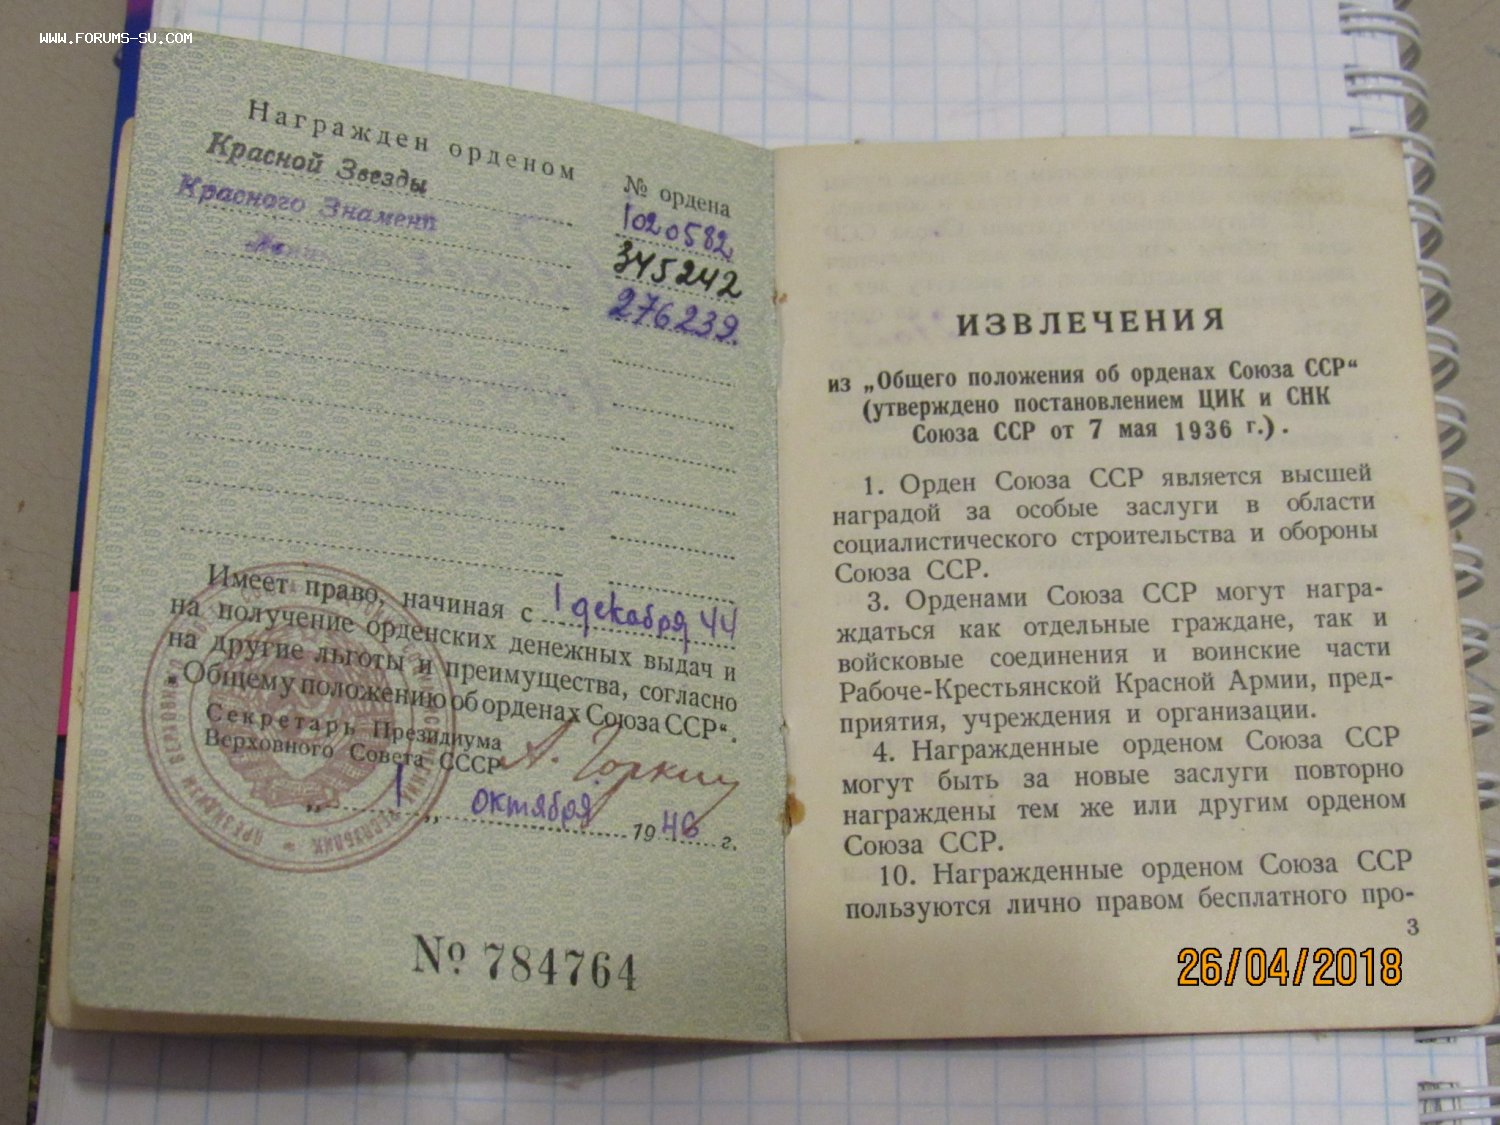 WWW.FORUMS-SU.COM
Награжден орденом
№ ордена
Красной Звезды 1020582
Красного Знамени 345242
276239
Имеет право, начиная с 1 декабря 44
на получение орденских денежных выдач и
на другие льготы и преимущества, согласно
„Общему положению об орденах Союза ССР“.
Секретарь Президиума
Верховного Совета СССР
А. Горкин
„ 1 „ октября 1946 г.
№ 784764
ИЗВЛЕЧЕНИЯ
из „Общего положения об орденах Союза ССР“
(утверждено постановлением ЦИК и СНК
Союза ССР от 7 мая 1936 г.).
1. Орден Союза ССР является высшей
наградой за особые заслуги в области
социалистического строительства и обороны
Союза ССР.
3. Орденами Союза ССР могут награ-
ждаться как отдельные граждане, так и
войсковые соединения и воинские части
Рабоче-Крестьянской Красной Армии, пред-
приятия, учреждения и организации.
4. Награжденные орденом Союза ССР
могут быть за новые заслуги повторно
награждены тем же или другим орденом
Союза ССР.
10. Награжденные орденом Союза ССР
пользуются лично правом бесплатного про-
3
26/04/2018